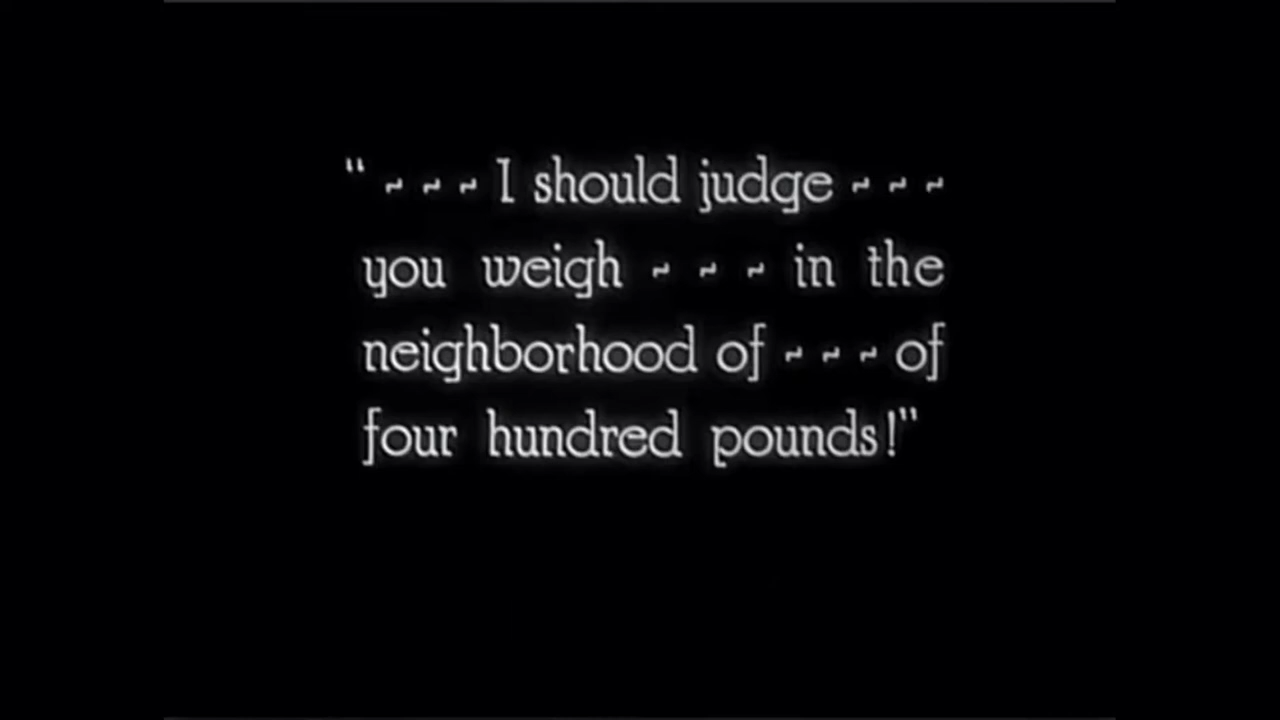 "~ ~ ~ I should judge ~ ~ ~
you weigh ~ ~ ~ in the
neighborhood of ~ ~ ~ of
four hundred pounds!"